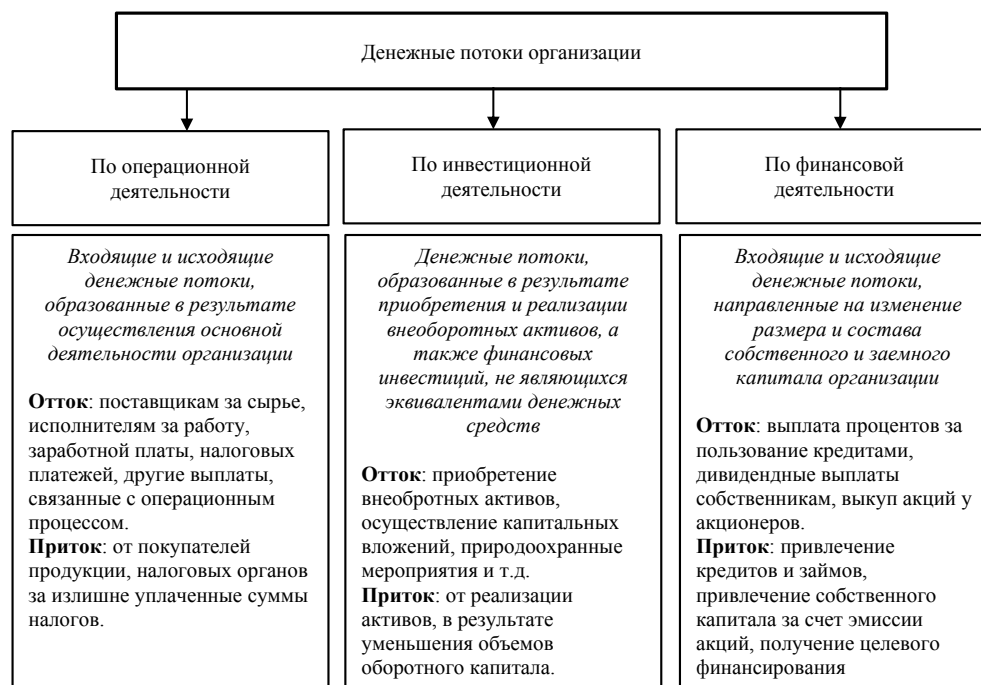 Денежные потоки организации
По операционной
деятельности
По инвестиционной
деятельности
По финансовой
деятельности
Входящие и исходящие
денежные потоки,
образованные в результате
осуществления основной
деятельности организации
Отток: поставщикам за сырье,
исполнителям за работу,
заработной платы, налоговых
платежей, другие выплаты,
связанные с операционным
процессом.
Приток: от покупателей
продукции, налоговых органов
за излишне уплаченные суммы
налогов.
Денежные потоки,
образованные в результате
приобретения и реализации
внеоборотных активов, а
также финансовых
инвестиций, не являющихся
эквивалентами денежных
средств
Отток: приобретение
внеобротных активов,
осуществление капитальных
вложений, природоохранные
мероприятия и т.д.
Приток: от реализации
активов, в результате
уменьшения объемов
оборотного капитала.
Входящие и исходящие
денежные потоки,
направленные на изменение
размера и состава
собственного и заемного
капитала организации
Отток: выплата процентов за
пользование кредитами,
дивидендные выплаты
собственникам, выкуп акций у
акционеров.
Приток: привлечение
кредитов и займов,
привлечение собственного
капитала за счет эмиссии
акций, получение целевого
финансирования